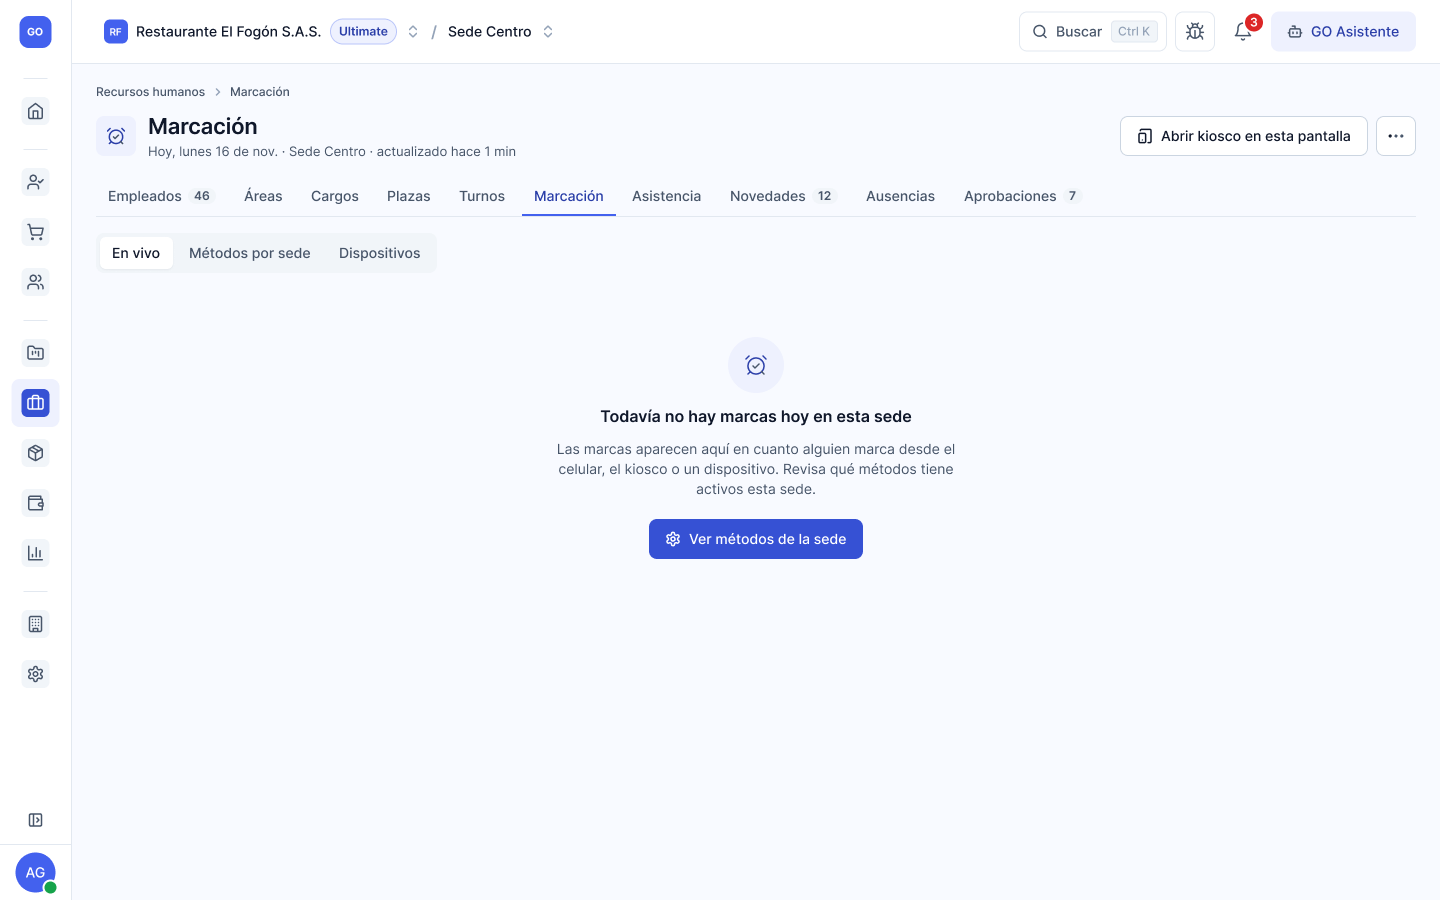 GO
RF Restaurante El Fogón S.A.S. Ultimate / Sede Centro Buscar Ctrl K 3 GO Asistente
Recursos humanos > Marcación
Marcación
Hoy, lunes 16 de nov. · Sede Centro · actualizado hace 1 min
Abrir kiosco en esta pantalla
Empleados 46 Áreas Cargos Plazas Turnos Marcación Asistencia Novedades 12 Ausencias Aprobaciones 7
En vivo Métodos por sede Dispositivos
Todavía no hay marcas hoy en esta sede
Las marcas aparecen aquí en cuanto alguien marca desde el
celular, el kiosco o un dispositivo. Revisa qué métodos tiene
activos esta sede.
Ver métodos de la sede
AG